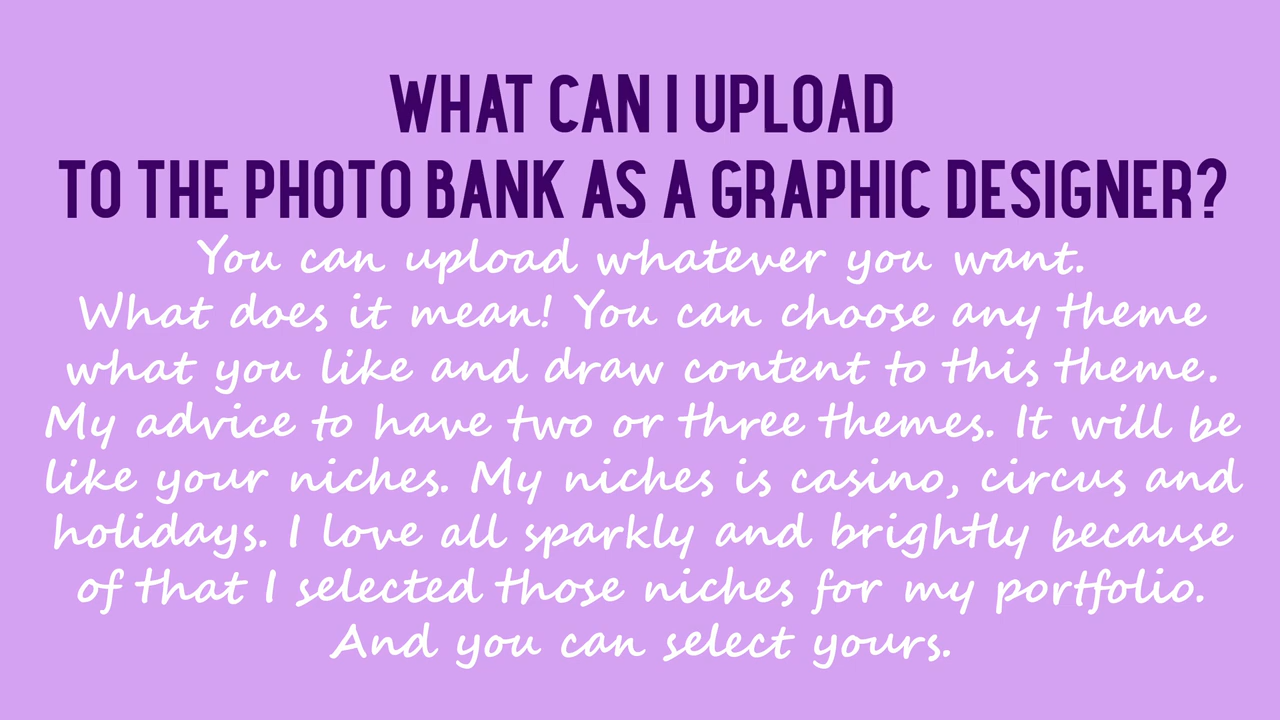 WHAT CAN I UPLOAD
TO THE PHOTO BANK AS A GRAPHIC DESIGNER?
You can upload whatever you want.
What does it mean! You can choose any theme
what you like and draw content to this theme.
My advice to have two or three themes. It will be
like your niches. My niches is casino, circus and
holidays. I love all sparkly and brightly because
of that I selected those niches for my portfolio.
And you can select yours.